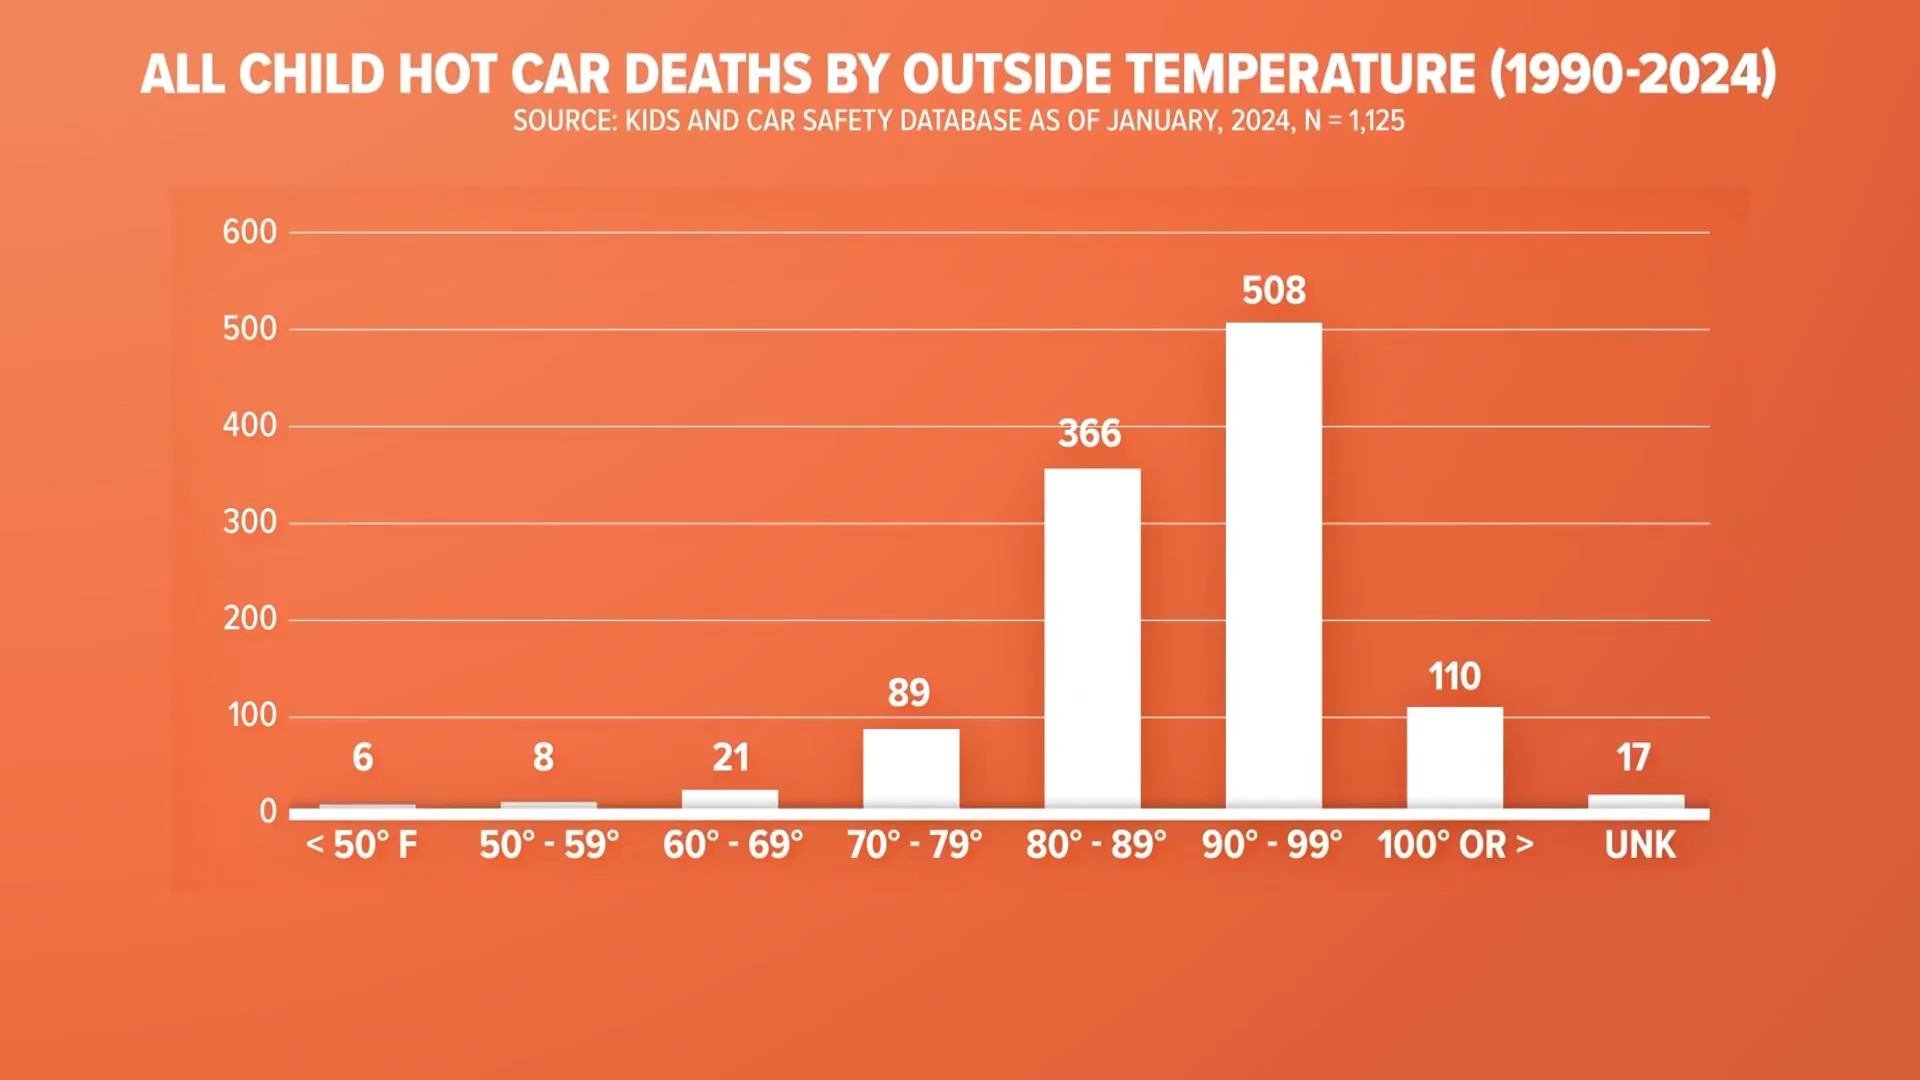 ALL CHILD HOT CAR DEATHS BY OUTSIDE TEMPERATURE (1990-2024)
SOURCE: KIDS AND CAR SAFETY DATABASE AS OF JANUARY, 2024, N = 1,125
600
500
400
300
200
100
0
6
8
21
89
366
508
110
17
< 50° F
50° - 59°
60° - 69°
70° - 79°
80° - 89°
90° - 99°
100° OR >
UNK